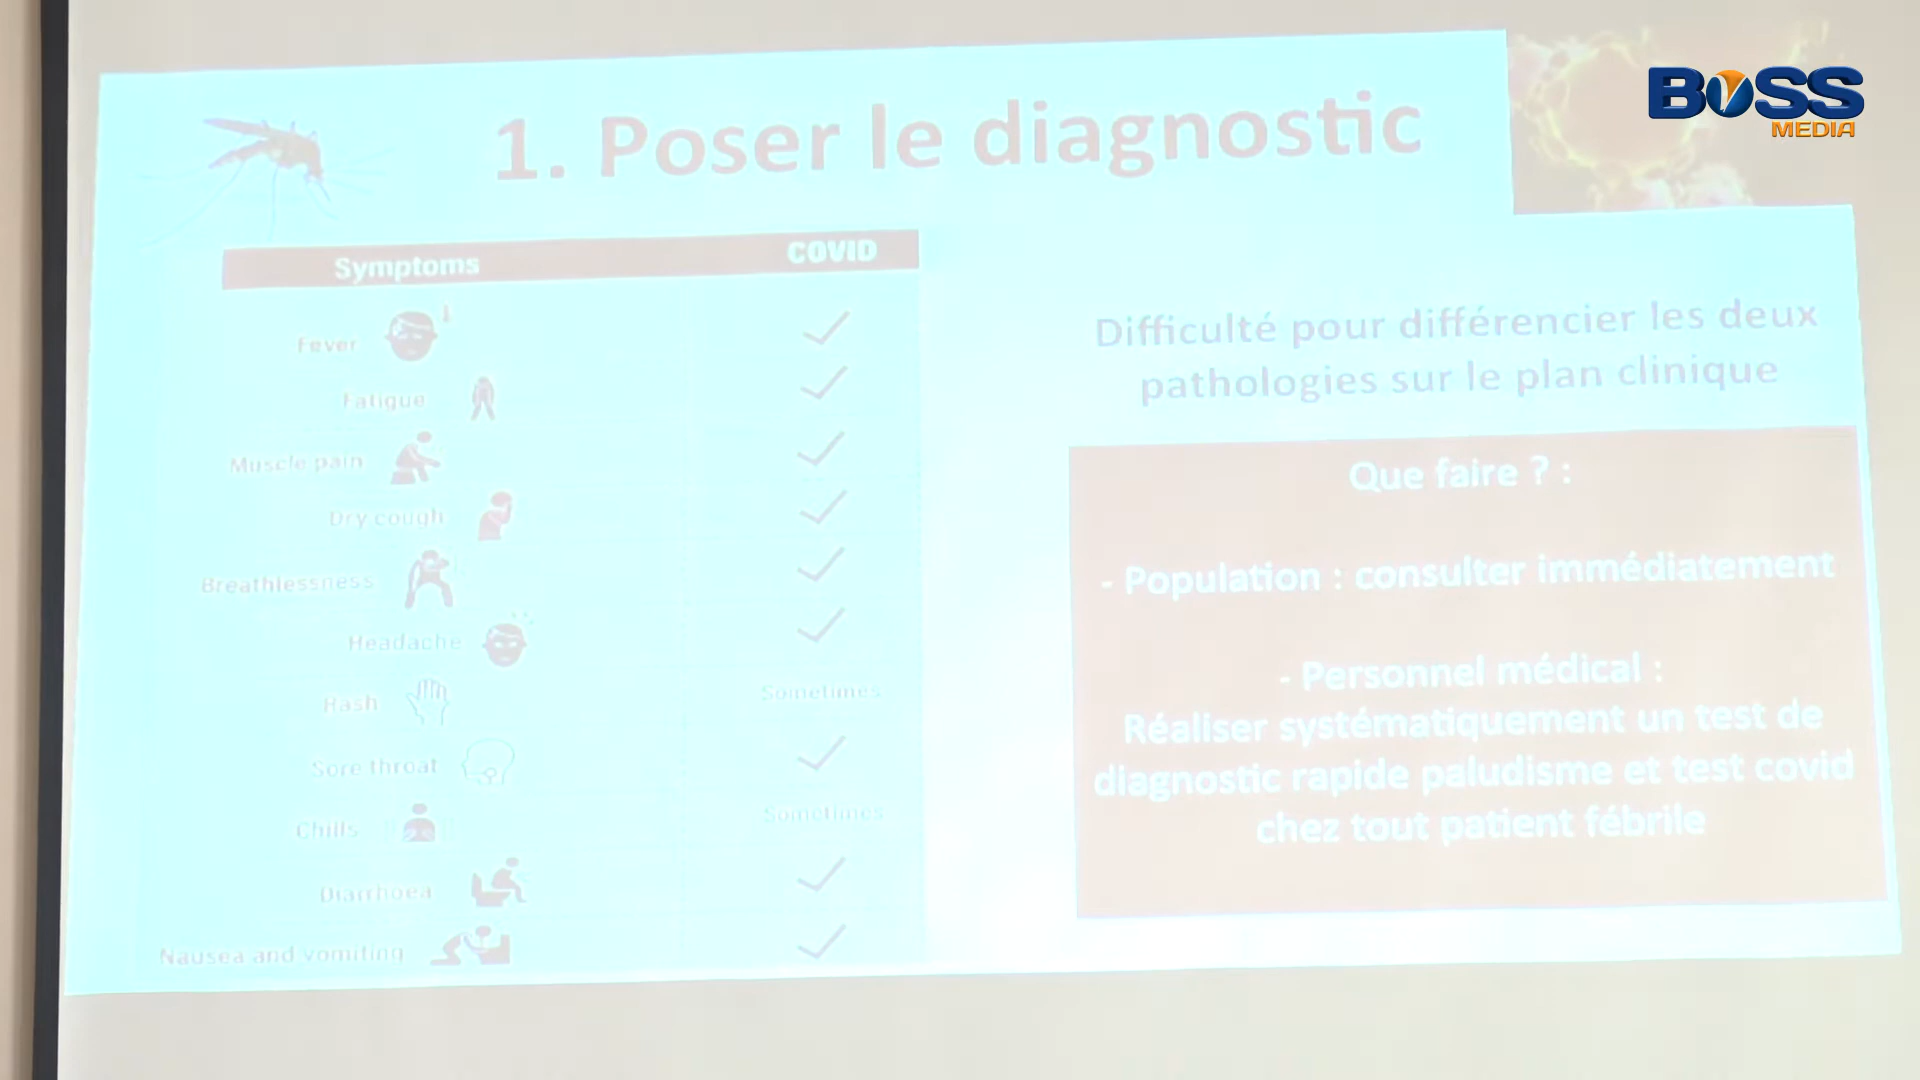 BOSS
MEDIA
1. Poser le diagnostic
Symptoms COVID
Fever
Fatigue
Muscle pain
Dry cough
Breathlessness
Headache
Rash Sometimes
Sore throat
Chills Sometimes
Diarrhoea
Nausea and vomiting
Difficulté pour différencier les deux
pathologies sur le plan clinique
Que faire ? :
- Population : consulter immédiatement
- Personnel médical :
Réaliser systématiquement un test de
diagnostic rapide paludisme et test covid
chez tout patient fébrile